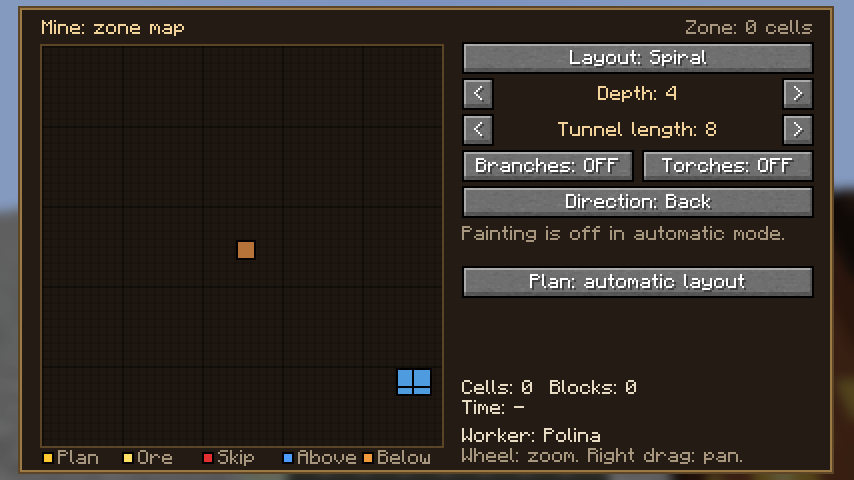 Mine: zone map
Zone: 0 cells
Layout: Spiral
< Depth: 4 >
< Tunnel length: 8 >
Branches: OFF Torches: OFF
Direction: Back
Painting is off in automatic mode.
Plan: automatic layout
Cells: 0 Blocks: 0
Time: -
Worker: Polina
Wheel: zoom. Right drag: pan.
Plan Ore Skip Above Below